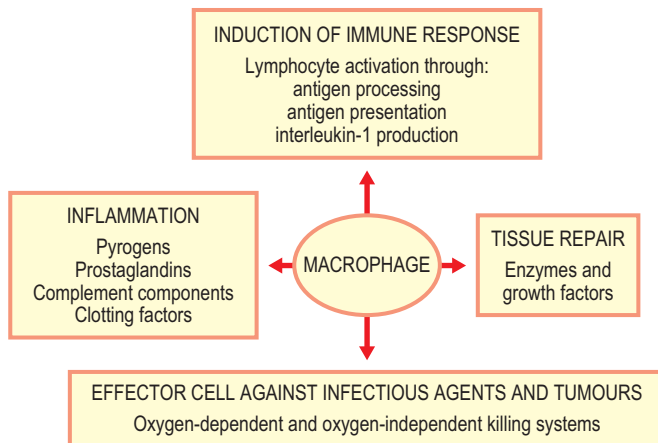 INDUCTION OF IMMUNE RESPONSE
Lymphocyte activation through:
antigen processing
antigen presentation
interleukin-1 production
INFLAMMATION
Pyrogens
Prostaglandins
Complement components
Clotting factors
MACROPHAGE
TISSUE REPAIR
Enzymes and
growth factors
EFFECTOR CELL AGAINST INFECTIOUS AGENTS AND TUMOURS
Oxygen-dependent and oxygen-independent killing systems